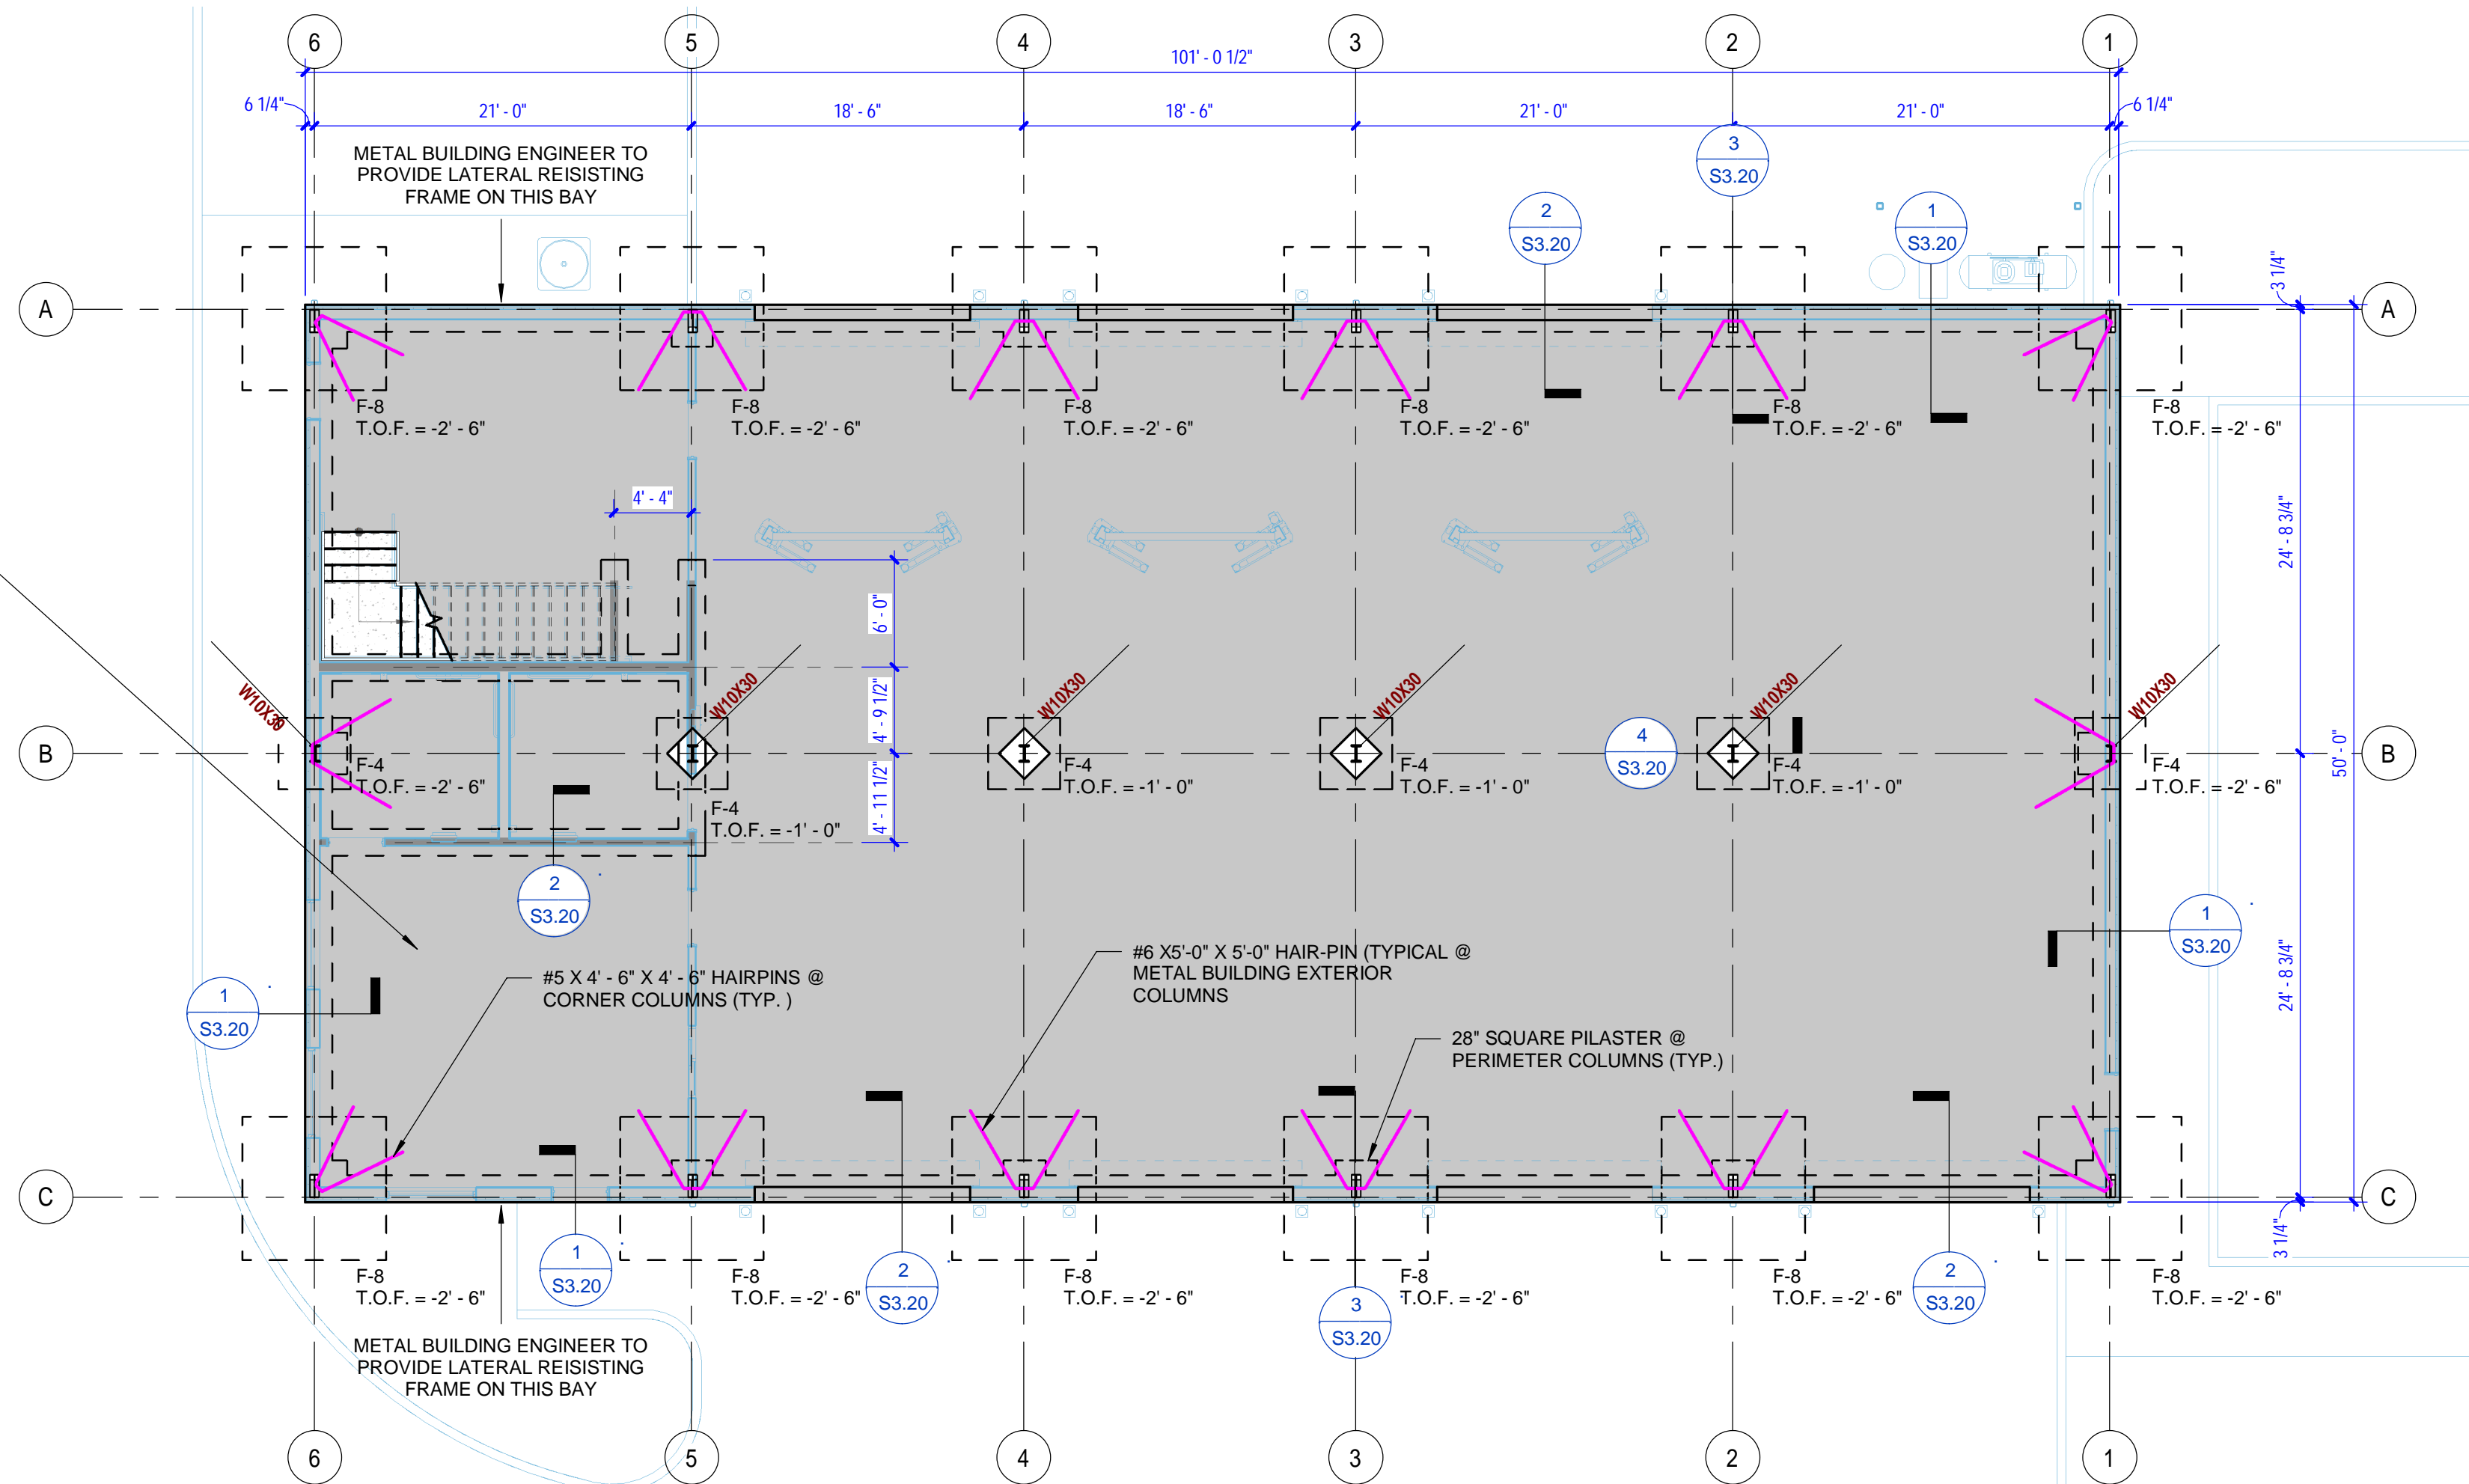 6
5
4
3
2
1
101' - 0 1/2"
6 1/4"
21' - 0"
18' - 6"
18' - 6"
21' - 0"
21' - 0"
6 1/4"
METAL BUILDING ENGINEER TO
PROVIDE LATERAL REISISTING
FRAME ON THIS BAY
3
S3.20
2
S3.20
1
S3.20
3 1/4"
A
A
F-8
T.O.F. = -2' - 6"
F-8
T.O.F. = -2' - 6"
F-8
T.O.F. = -2' - 6"
F-8
T.O.F. = -2' - 6"
F-8
T.O.F. = -2' - 6"
F-8
T.O.F. = -2' - 6"
4' - 4"
24' - 8 3/4"
6' - 0"
4' - 9 1/2"
4' - 11 1/2"
W10X30
W10X30
W10X30
W10X30
W10X30
W10X30
50' - 0"
B
B
4
S3.20
F-4
T.O.F. = -2' - 6"
F-4
T.O.F. = -1' - 0"
F-4
T.O.F. = -1' - 0"
F-4
T.O.F. = -1' - 0"
F-4
T.O.F. = -1' - 0"
F-4
T.O.F. = -2' - 6"
2
S3.20
1
S3.20
1
S3.20
#5 X 4' - 6" X 4' - 6" HAIRPINS @
CORNER COLUMNS (TYP. )
#6 X5'-0" X 5'-0" HAIR-PIN (TYPICAL @
METAL BUILDING EXTERIOR
COLUMNS
28" SQUARE PILASTER @
PERIMETER COLUMNS (TYP.)
24' - 8 3/4"
C
C
3 1/4"
1
S3.20
2
S3.20
3
S3.20
2
S3.20
F-8
T.O.F. = -2' - 6"
F-8
T.O.F. = -2' - 6"
F-8
T.O.F. = -2' - 6"
F-8
T.O.F. = -2' - 6"
F-8
T.O.F. = -2' - 6"
F-8
T.O.F. = -2' - 6"
METAL BUILDING ENGINEER TO
PROVIDE LATERAL REISISTING
FRAME ON THIS BAY
6
5
4
3
2
1